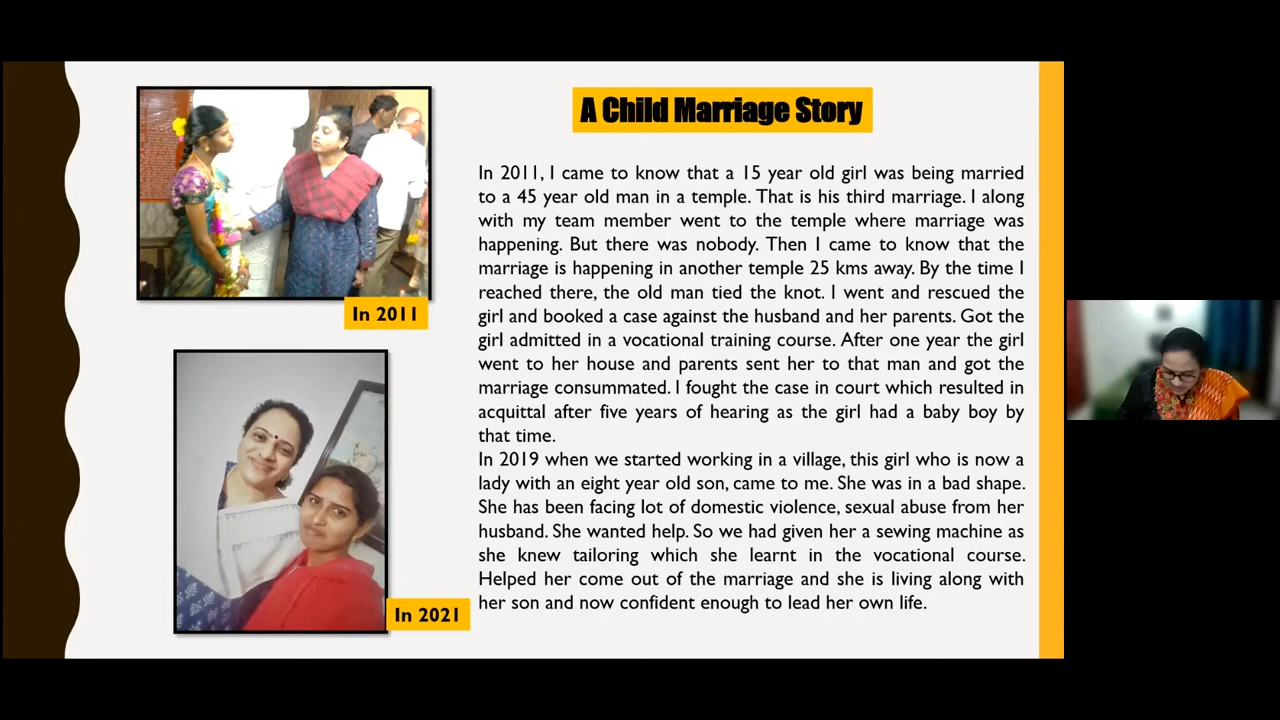 A Child Marriage Story
In 2011, I came to know that a 15 year old girl was being married
to a 45 year old man in a temple. That is his third marriage. I along
with my team member went to the temple where marriage was
happening. But there was nobody. Then I came to know that the
marriage is happening in another temple 25 kms away. By the time I
reached there, the old man tied the knot. I went and rescued the
girl and booked a case against the husband and her parents. Got the
girl admitted in a vocational training course. After one year the girl
went to her house and parents sent her to that man and got the
marriage consummated. I fought the case in court which resulted in
acquittal after five years of hearing as the girl had a baby boy by
that time.
In 2019 when we started working in a village, this girl who is now a
lady with an eight year old son, came to me. She was in a bad shape.
She has been facing lot of domestic violence, sexual abuse from her
husband. She wanted help. So we had given her a sewing machine as
she knew tailoring which she learnt in the vocational course.
Helped her come out of the marriage and she is living along with
her son and now confident enough to lead her own life.
In 2011
In 2021